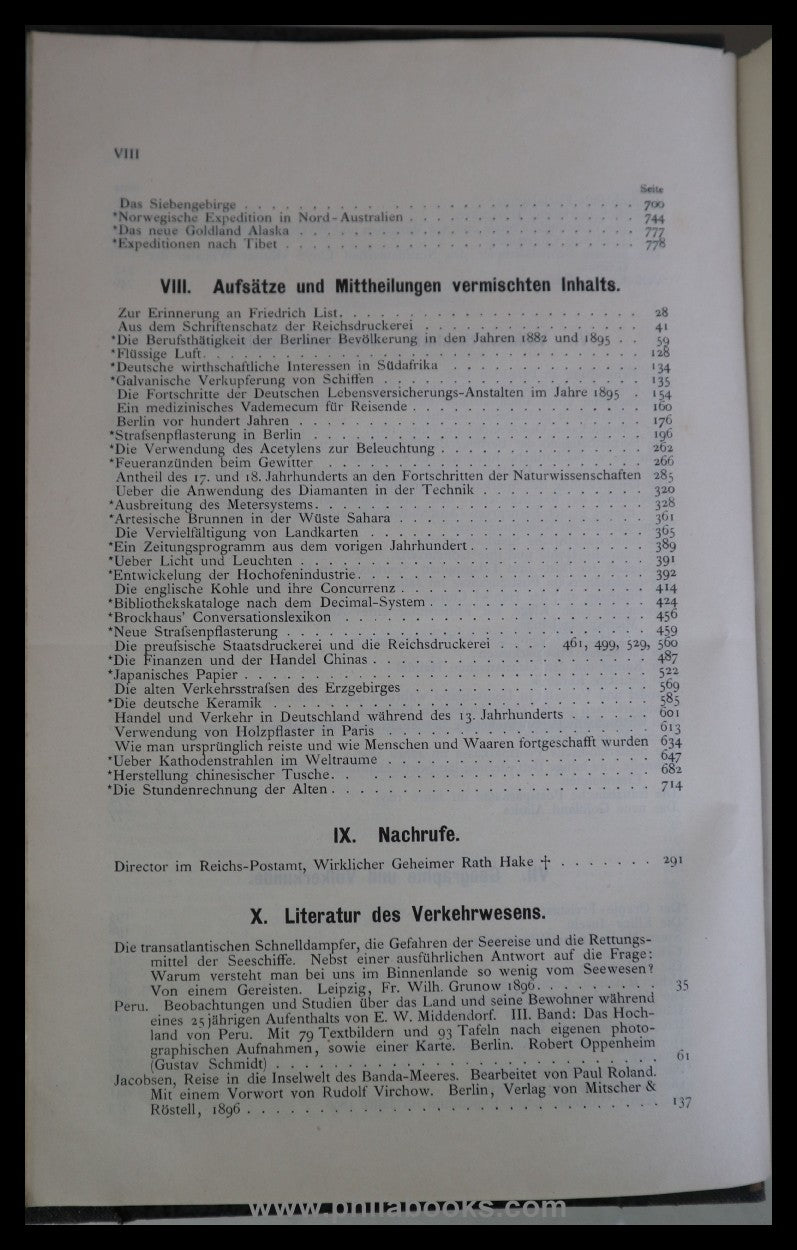 VIII
Seite
Das Siebengebirge . . . . . . . . . . . . . . . . . . . . . . . . . . . . . 700
*Norwegische Expedition in Nord-Australien . . . . . . . . . . . . . . . . . 744
*Das neue Goldland Alaska . . . . . . . . . . . . . . . . . . . . . . . . . 777
*Expeditionen nach Tibet . . . . . . . . . . . . . . . . . . . . . . . . . . 778
VIII. Aufsätze und Mittheilungen vermischten Inhalts.
Zur Erinnerung an Friedrich List. . . . . . . . . . . . . . . . . . . . . . 28
Aus dem Schriftenschatz der Reichsdruckerei . . . . . . . . . . . . . . . . 41
*Die Berufsthätigkeit der Berliner Bevölkerung in den Jahren 1882 und 1895 . . 59
*Flüssige Luft. . . . . . . . . . . . . . . . . . . . . . . . . . . . . . . 128
*Deutsche wirthschaftliche Interessen in Südafrika . . . . . . . . . . . . . 134
*Galvanische Verkupferung von Schiffen . . . . . . . . . . . . . . . . . . . 135
Die Fortschritte der Deutschen Lebensversicherungs-Anstalten im Jahre 1895 . 154
Ein medizinisches Vademecum für Reisende . . . . . . . . . . . . . . . . . . 160
Berlin vor hundert Jahren . . . . . . . . . . . . . . . . . . . . . . . . . 176
*Strafsenpflasterung in Berlin . . . . . . . . . . . . . . . . . . . . . . . 196
*Die Verwendung des Acetylens zur Beleuchtung . . . . . . . . . . . . . . . . 262
*Feueranzünden beim Gewitter . . . . . . . . . . . . . . . . . . . . . . . . 266
Antheil des 17. und 18. Jahrhunderts an den Fortschritten der Naturwissenschaften 285
Ueber die Anwendung des Diamanten in der Technik . . . . . . . . . . . . . . 320
*Ausbreitung des Metersystems. . . . . . . . . . . . . . . . . . . . . . . . 328
*Artesische Brunnen in der Wüste Sahara . . . . . . . . . . . . . . . . . . . 361
Die Vervielfältigung von Landkarten . . . . . . . . . . . . . . . . . . . . 365
*Ein Zeitungsprogramm aus dem vorigen Jahrhundert . . . . . . . . . . . . . . 389
*Ueber Licht und Leuchten . . . . . . . . . . . . . . . . . . . . . . . . . . 391
*Entwickelung der Hochofenindustrie. . . . . . . . . . . . . . . . . . . . . 392
Die englische Kohle und ihre Concurrenz . . . . . . . . . . . . . . . . . . 414
*Bibliothekskataloge nach dem Decimal-System . . . . . . . . . . . . . . . . 424
*Brockhaus' Conversationslexikon . . . . . . . . . . . . . . . . . . . . . . 456
*Neue Strafsenpflasterung . . . . . . . . . . . . . . . . . . . . . . . . . . 459
Die preufsische Staatsdruckerei und die Reichsdruckerei . . . . 461, 499, 529, 560
*Die Finanzen und der Handel Chinas . . . . . . . . . . . . . . . . . . . . . 487
*Japanisches Papier . . . . . . . . . . . . . . . . . . . . . . . . . . . . . 522
Die alten Verkehrsstrafsen des Erzgebirges . . . . . . . . . . . . . . . . . 569
*Die deutsche Keramik . . . . . . . . . . . . . . . . . . . . . . . . . . . . 585
Handel und Verkehr in Deutschland während des 13. Jahrhunderts . . . . . . 601
Verwendung von Holzpflaster in Paris . . . . . . . . . . . . . . . . . . . . 613
Wie man ursprünglich reiste und wie Menschen und Waaren fortgeschafft wurden 634
*Ueber Kathodenstrahlen im Weltraume . . . . . . . . . . . . . . . . . . . . 647
*Herstellung chinesischer Tusche. . . . . . . . . . . . . . . . . . . . . . . 682
*Die Stundenrechnung der Alten . . . . . . . . . . . . . . . . . . . . . . . . 714
IX. Nachrufe.
Director im Reichs-Postamt, Wirklicher Geheimer Rath Hake † . . . . . . . 291
X. Literatur des Verkehrwesens.
Die transatlantischen Schnelldampfer, die Gefahren der Seereise und die Rettungs-
mittel der Seeschiffe. Nebst einer ausführlichen Antwort auf die Frage:
Warum versteht man bei uns im Binnenlande so wenig vom Seewesen?
Von einem Gereisten. Leipzig, Fr. Wilh. Grunow 1896. . . . . . . . . . 35
Peru. Beobachtungen und Studien über das Land und seine Bewohner während
eines 25jährigen Aufenthalts von E. W. Middendorf. III. Band: Das Hoch-
land von Peru. Mit 79 Textbildern und 93 Tafeln nach eigenen photo-
graphischen Aufnahmen, sowie einer Karte. Berlin. Robert Oppenheim
(Gustav Schmidt) . . . . . . . . . . . . . . . . . . . . . . . . . . . 61
Jacobsen, Reise in die Inselwelt des Banda-Meeres. Bearbeitet von Paul Roland.
Mit einem Vorwort von Rudolf Virchow. Berlin, Verlag von Mitscher &
Röstell, 1896 . . . . . . . . . . . . . . . . . . . . . . . . . . . . . 137
www.philabooks.com